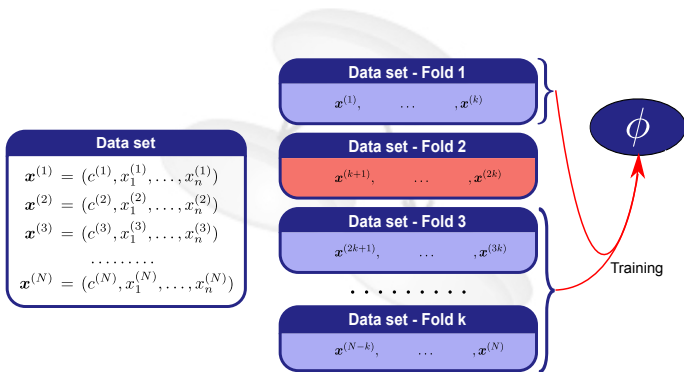 Data set
𝒙^(1) = (c^(1), x_1^(1), . . . , x_n^(1))
𝒙^(2) = (c^(2), x_1^(2), . . . , x_n^(2))
𝒙^(3) = (c^(3), x_1^(3), . . . , x_n^(3))
. . . . . . . . .
𝒙^(N) = (c^(N), x_1^(N), . . . , x_n^(N))
Data set - Fold 1
𝒙^(1), . . . , 𝒙^(k)
Data set - Fold 2
𝒙^(k+1), . . . , 𝒙^(2k)
Data set - Fold 3
𝒙^(2k+1), . . . , 𝒙^(3k)
. . . . . . . . .
Data set - Fold k
𝒙^(N−k), . . . , 𝒙^(N)
ϕ
Training